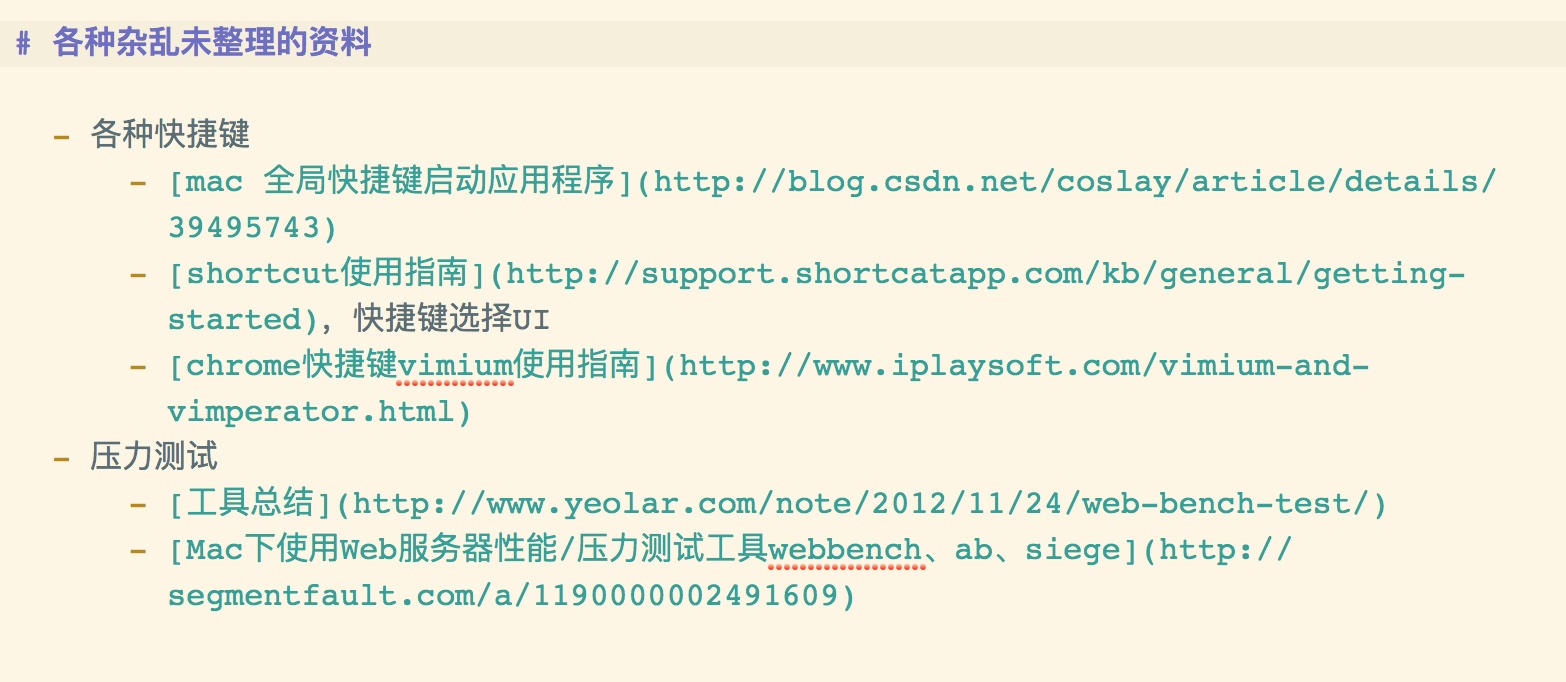 # 各种杂乱未整理的资料
- 各种快捷键
- [mac 全局快捷键启动应用程序](http://blog.csdn.net/coslay/article/details/
39495743)
- [shortcut使用指南](http://support.shortcatapp.com/kb/general/getting-
started)，快捷键选择UI
- [chrome快捷键vimium使用指南](http://www.iplaysoft.com/vimium-and-
vimperator.html)
- 压力测试
- [工具总结](http://www.yeolar.com/note/2012/11/24/web-bench-test/)
- [Mac下使用Web服务器性能/压力测试工具webbench、ab、siege](http://
segmentfault.com/a/1190000002491609)